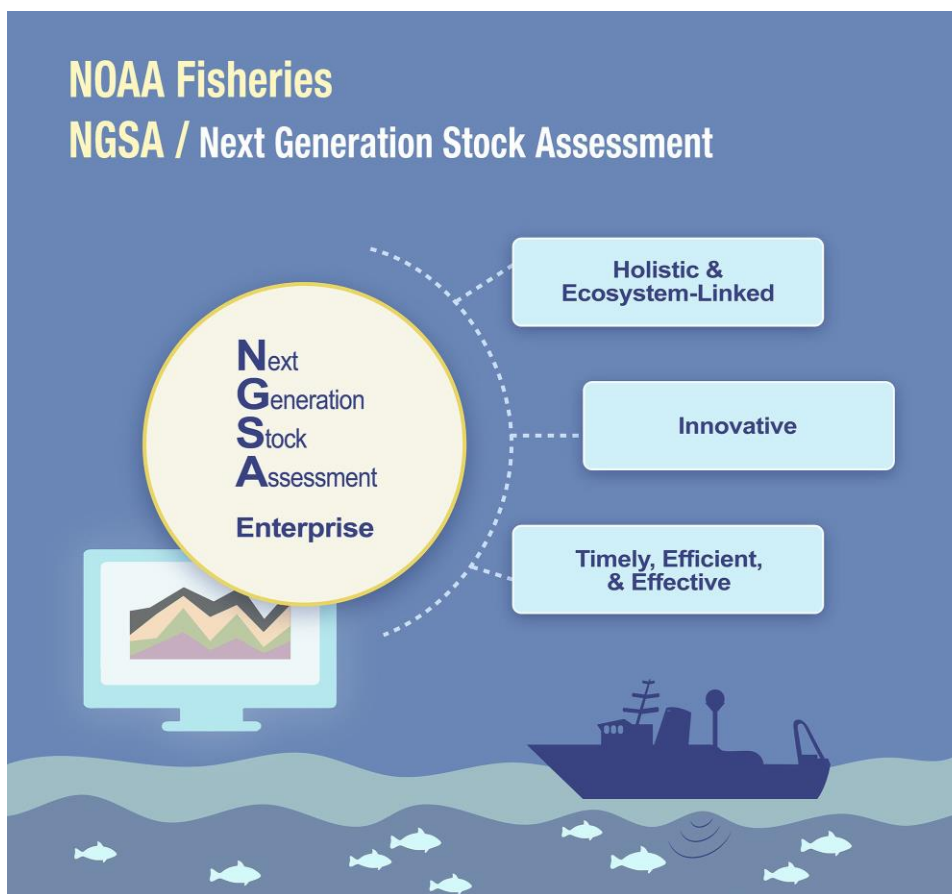 NOAA Fisheries
NGSA / Next Generation Stock Assessment
Next
Generation
Stock
Assessment
Enterprise
Holistic &
Ecosystem-Linked
Innovative
Timely, Efficient,
& Effective